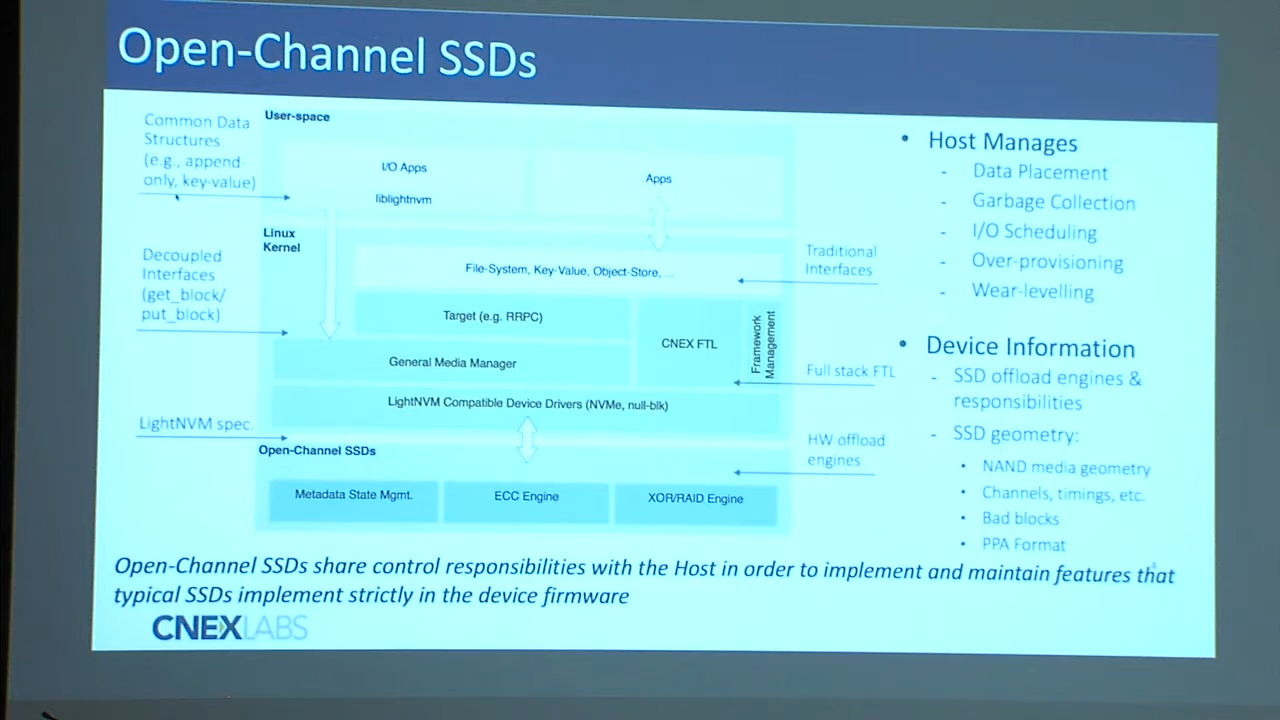 Open-Channel SSDs
Common Data
Structures
(e.g., append-
only, key-value)
Decoupled
Interfaces
(get_block/
put_block)
LightNVM spec.
User-space
I/O Apps
liblightnvm
Apps
Linux
Kernel
File-System, Key-Value, Object-Store, ...
Target (e.g. RRPC)
General Media Manager
CNEX FTL
Framework
Management
LightNVM Compatible Device Drivers (NVMe, null-blk)
Open-Channel SSDs
Metadata State Mgmt.
ECC Engine
XOR/RAID Engine
Traditional
Interfaces
Full stack FTL
HW offload
engines
• Host Manages
- Data Placement
- Garbage Collection
- I/O Scheduling
- Over-provisioning
- Wear-levelling
• Device Information
- SSD offload engines &
responsibilities
- SSD geometry:
• NAND media geometry
• Channels, timings, etc.
• Bad blocks
• PPA Format
Open-Channel SSDs share control responsibilities with the Host in order to implement and maintain features that
typical SSDs implement strictly in the device firmware
CNEXLABS